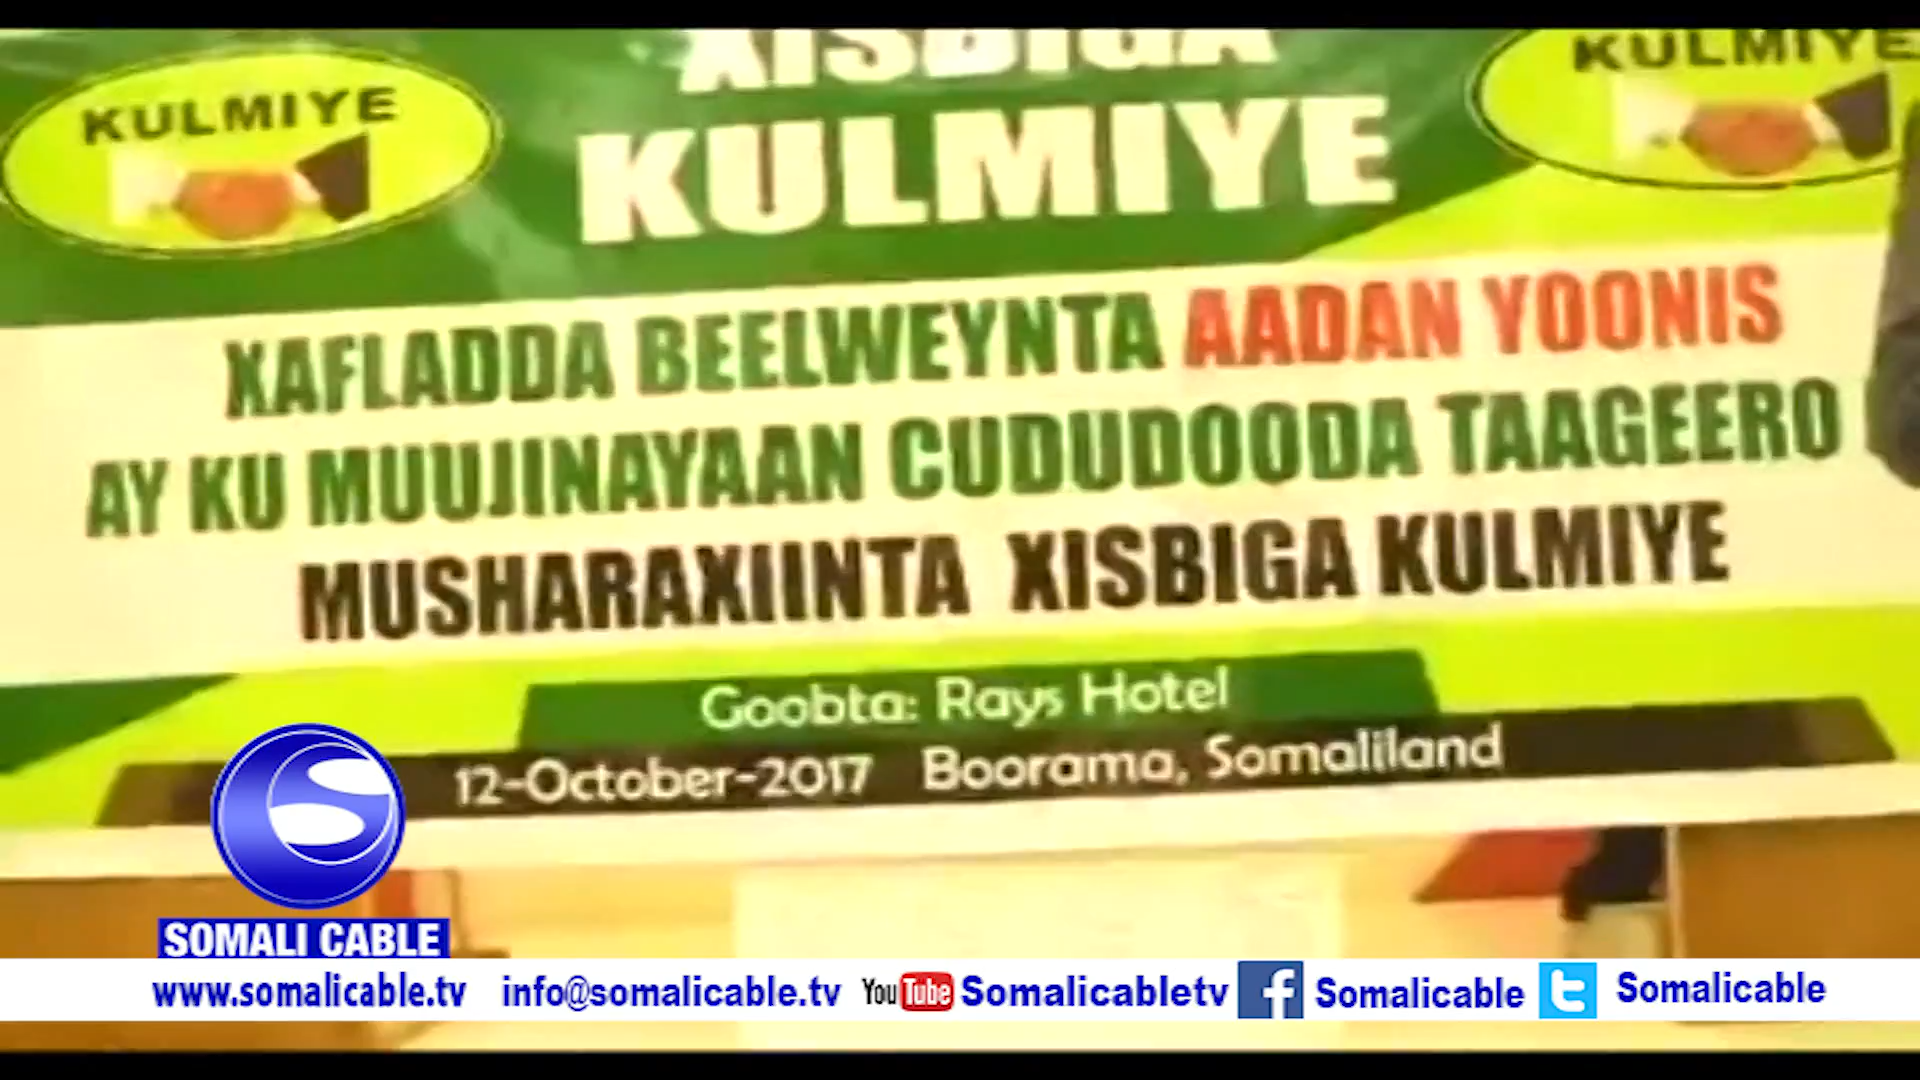 KULMIYE
XISBIGA
KULMIYE
KULMIYE
XAFLADDA BEELWEYNTA AADAN YOONIS
AY KU MUUJINAYAAN CUDUDOODA TAAGEERO
MUSHARAXIINTA XISBIGA KULMIYE
Goobta: Rays Hotel
12-October-2017 Boorama, Somaliland
SOMALI CABLE
www.somalicable.tv info@somalicable.tv YouTube Somalicabletv Somalicable Somalicable